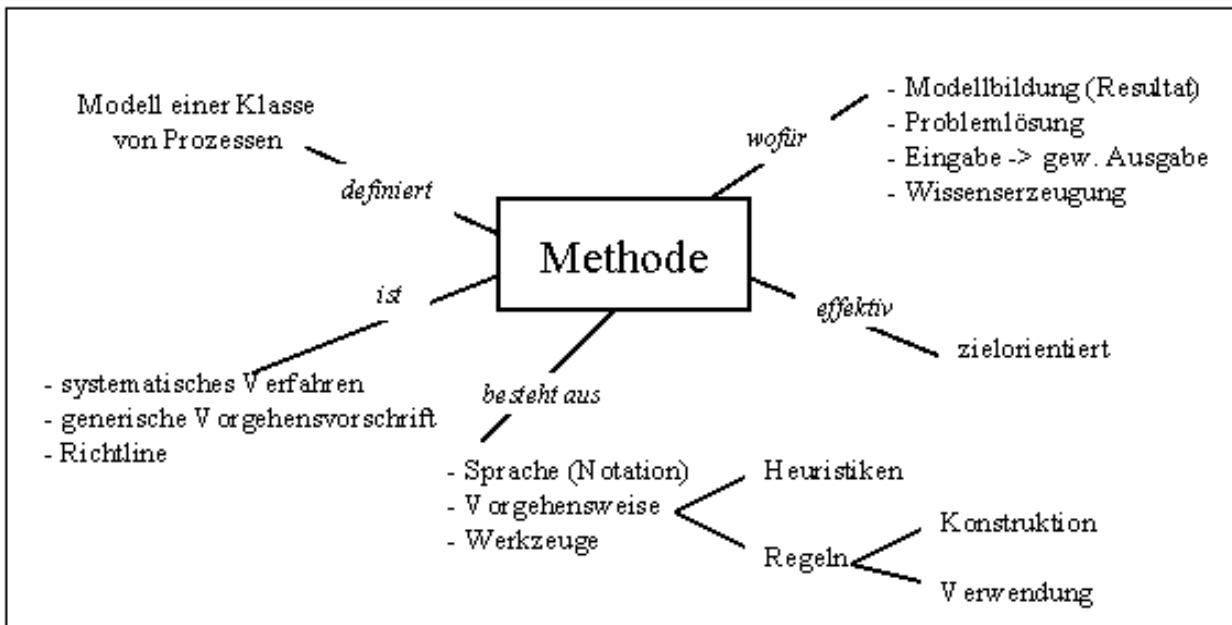 Modell einer Klasse
von Prozessen
definiert
wofür
- Modellbildung (Resultat)
- Problemlösung
- Eingabe -> gew. Ausgabe
- Wissenserzeugung
Methode
ist
- systematisches Verfahren
- generische Vorgehensvorschrift
- Richtline
effektiv
zielorientiert
besteht aus
- Sprache (Notation)
- Vorgehensweise
- Werkzeuge
Heuristiken
Regeln
Konstruktion
Verwendung